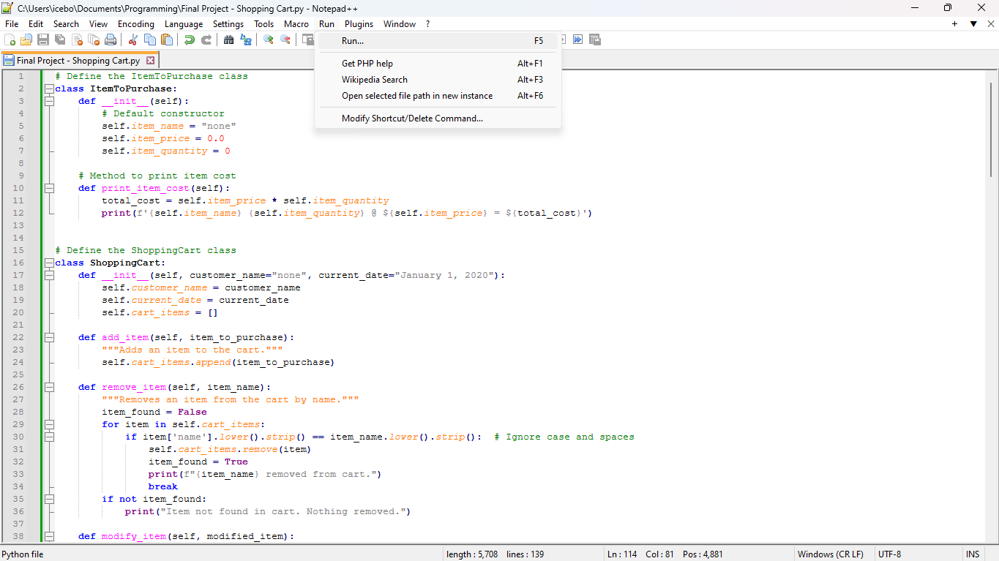 C:\Users\icebo\Documents\Programming\Final Project - Shopping Cart.py - Notepad++
File Edit Search View Encoding Language Settings Tools Macro Run Plugins Window ? + ▼ ✕
Run... F5
Final Project - Shopping Cart.py
Get PHP help Alt+F1
Wikipedia Search Alt+F3
Open selected file path in new instance Alt+F6
Modify Shortcut/Delete Command...
1 # Define the ItemToPurchase class
2 class ItemToPurchase:
3 def __init__(self):
4 # Default constructor
5 self.item_name = "none"
6 self.item_price = 0.0
7 self.item_quantity = 0
8
9 # Method to print item cost
10 def print_item_cost(self):
11 total_cost = self.item_price * self.item_quantity
12 print(f'{self.item_name} {self.item_quantity} @ ${self.item_price} = ${total_cost}')
13
14
15 # Define the ShoppingCart class
16 class ShoppingCart:
17 def __init__(self, customer_name="none", current_date="January 1, 2020"):
18 self.customer_name = customer_name
19 self.current_date = current_date
20 self.cart_items = []
21
22 def add_item(self, item_to_purchase):
23 """Adds an item to the cart."""
24 self.cart_items.append(item_to_purchase)
25
26 def remove_item(self, item_name):
27 """Removes an item from the cart by name."""
28 item_found = False
29 for item in self.cart_items:
30 if item['name'].lower().strip() == item_name.lower().strip(): # Ignore case and spaces
31 self.cart_items.remove(item)
32 item_found = True
33 print(f"{item_name} removed from cart.")
34 break
35 if not item_found:
36 print("Item not found in cart. Nothing removed.")
37
38 def modify_item(self, modified_item):
Python file length : 5,708 lines : 139 Ln : 114 Col : 81 Pos : 4,881 Windows (CR LF) UTF-8 INS